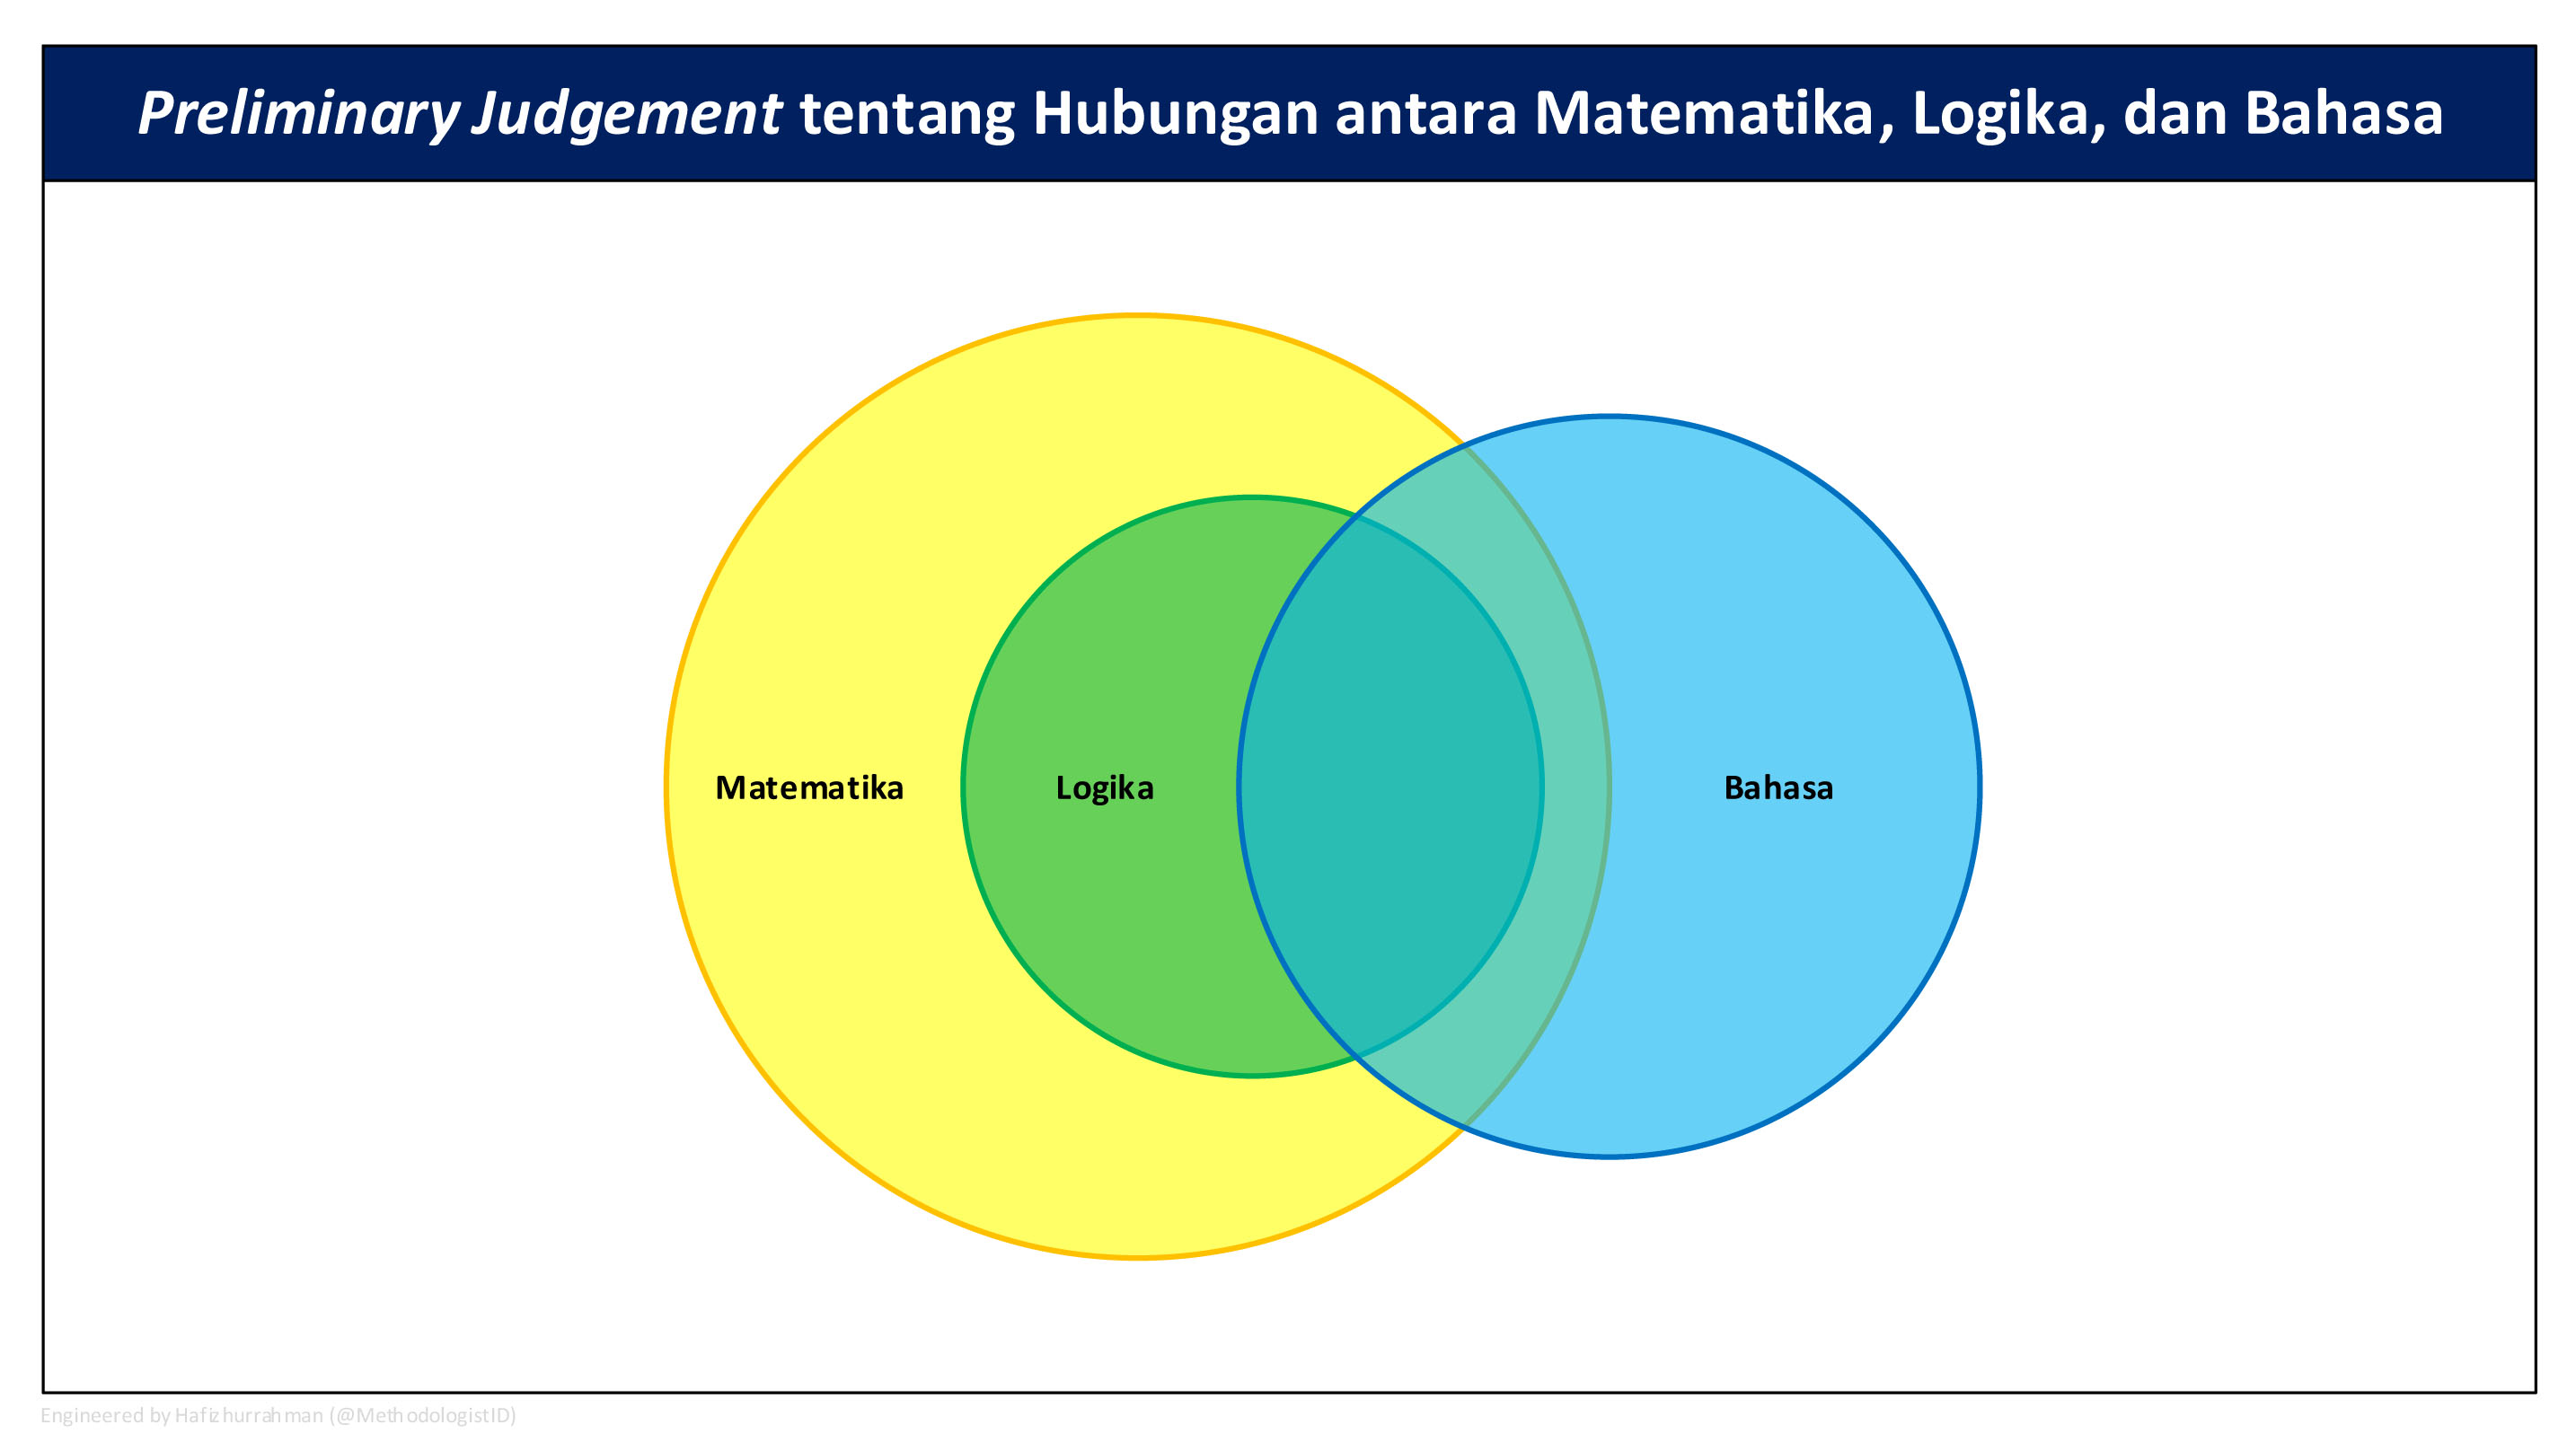 Preliminary Judgement tentang Hubungan antara Matematika, Logika, dan Bahasa
Matematika
Logika
Bahasa
Engineered by Hafizhurrahman (@MethodologistID)